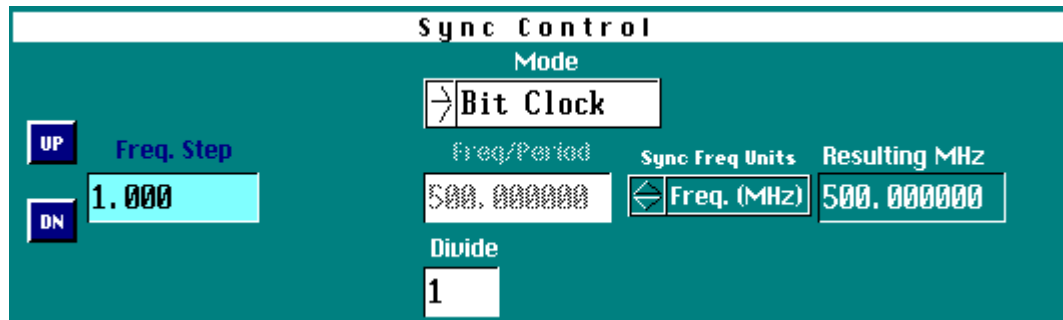 Sync Control
Mode
Bit Clock
UP
Freq. Step
Freq/Period
Sync Freq Units
Resulting MHz
1.000
500.000000
Freq. (MHz)
500.000000
DN
Divide
1